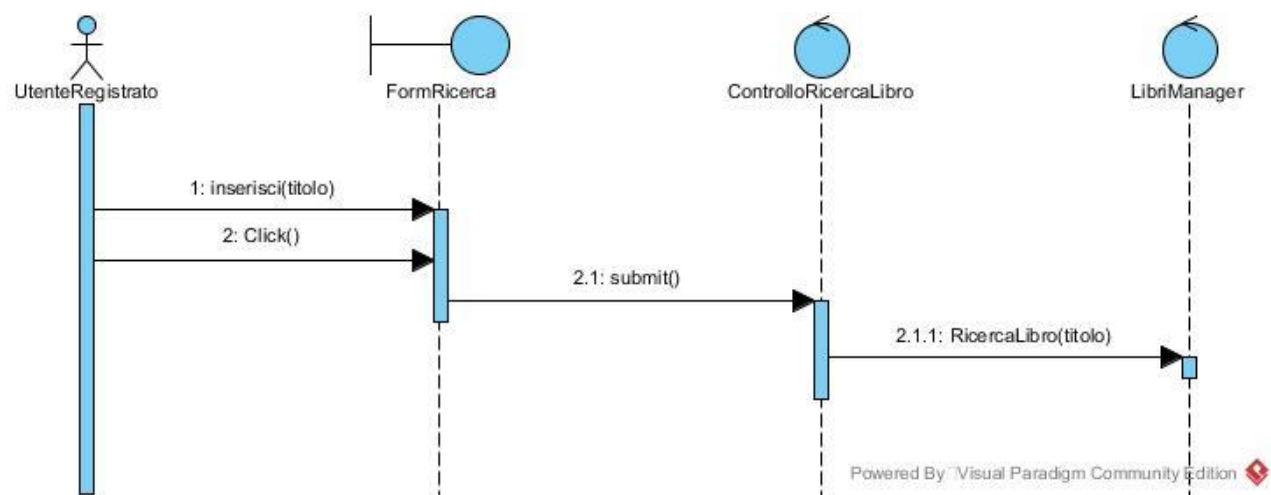 UtenteRegistrato
FormRicerca
ControlloRicercaLibro
LibriManager
1: inserisci(titolo)
2: Click()
2.1: submit()
2.1.1: RicercaLibro(titolo)
Powered By Visual Paradigm Community Edition